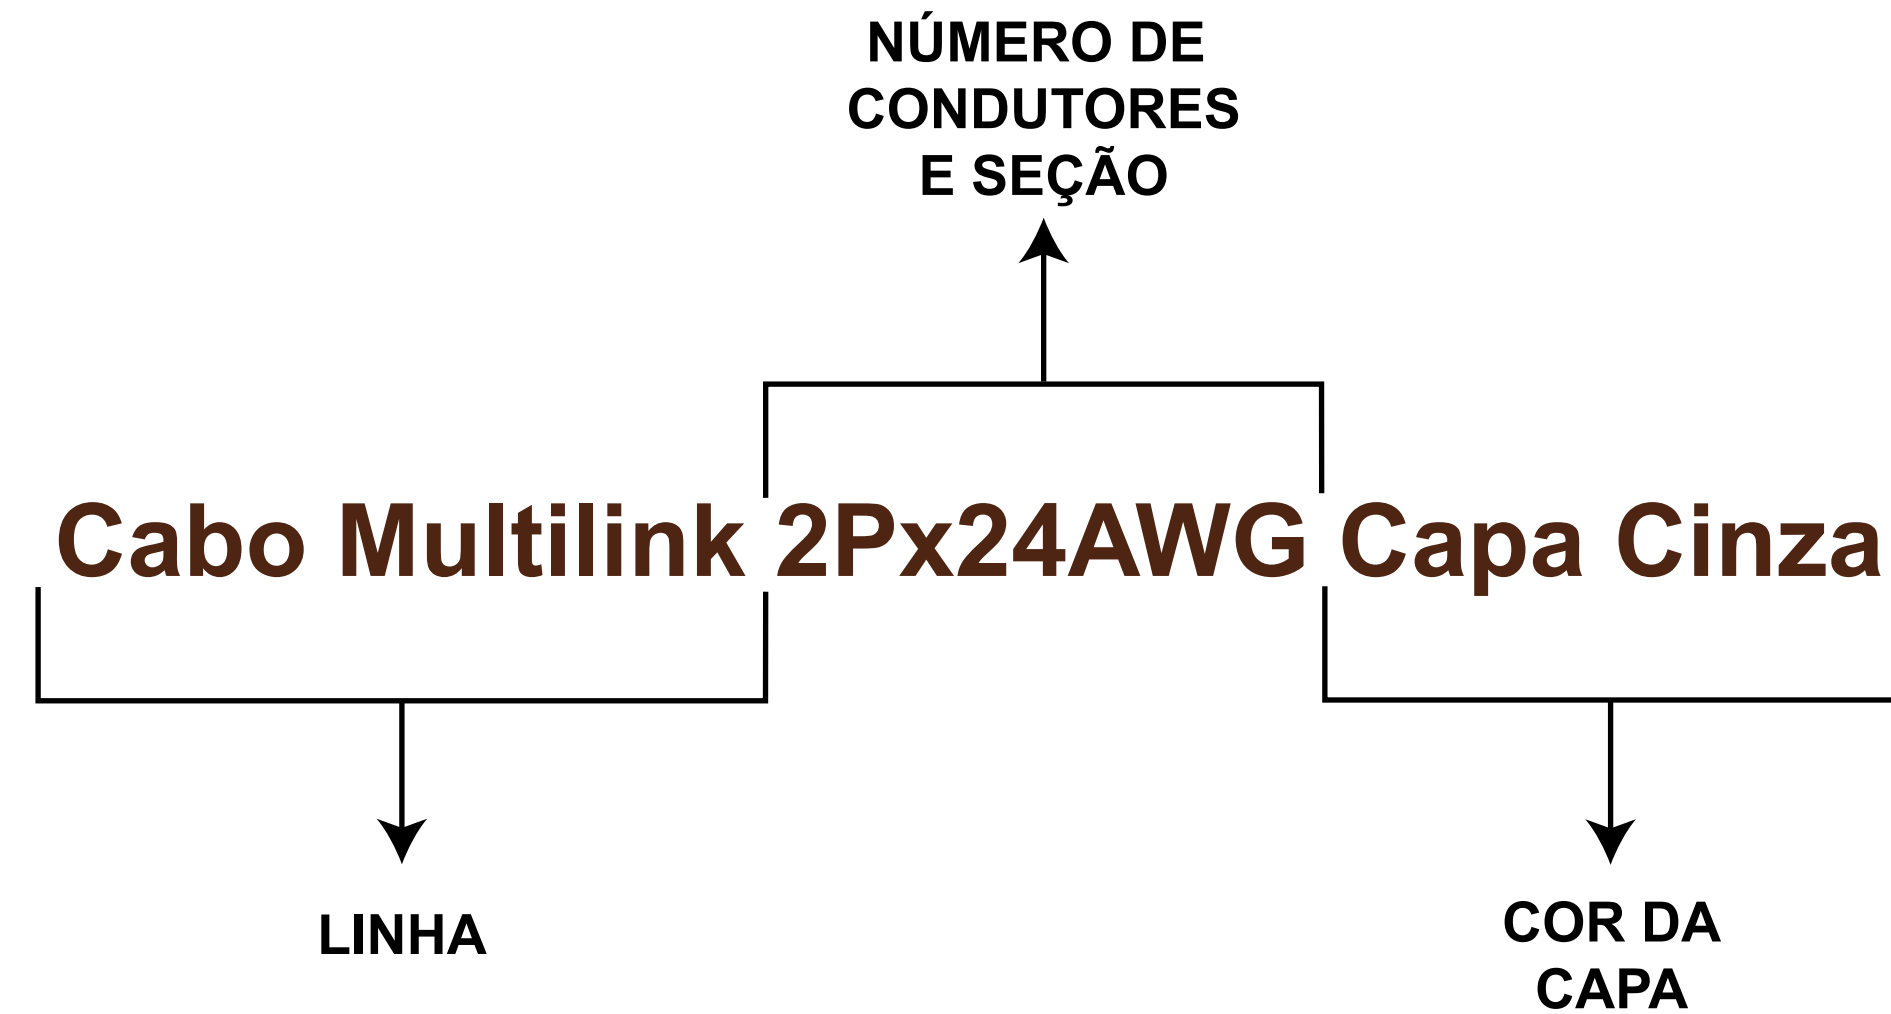 NÚMERO DE
CONDUTORES
E SEÇÃO
Cabo Multilink 2Px24AWG Capa Cinza
LINHA
COR DA
CAPA